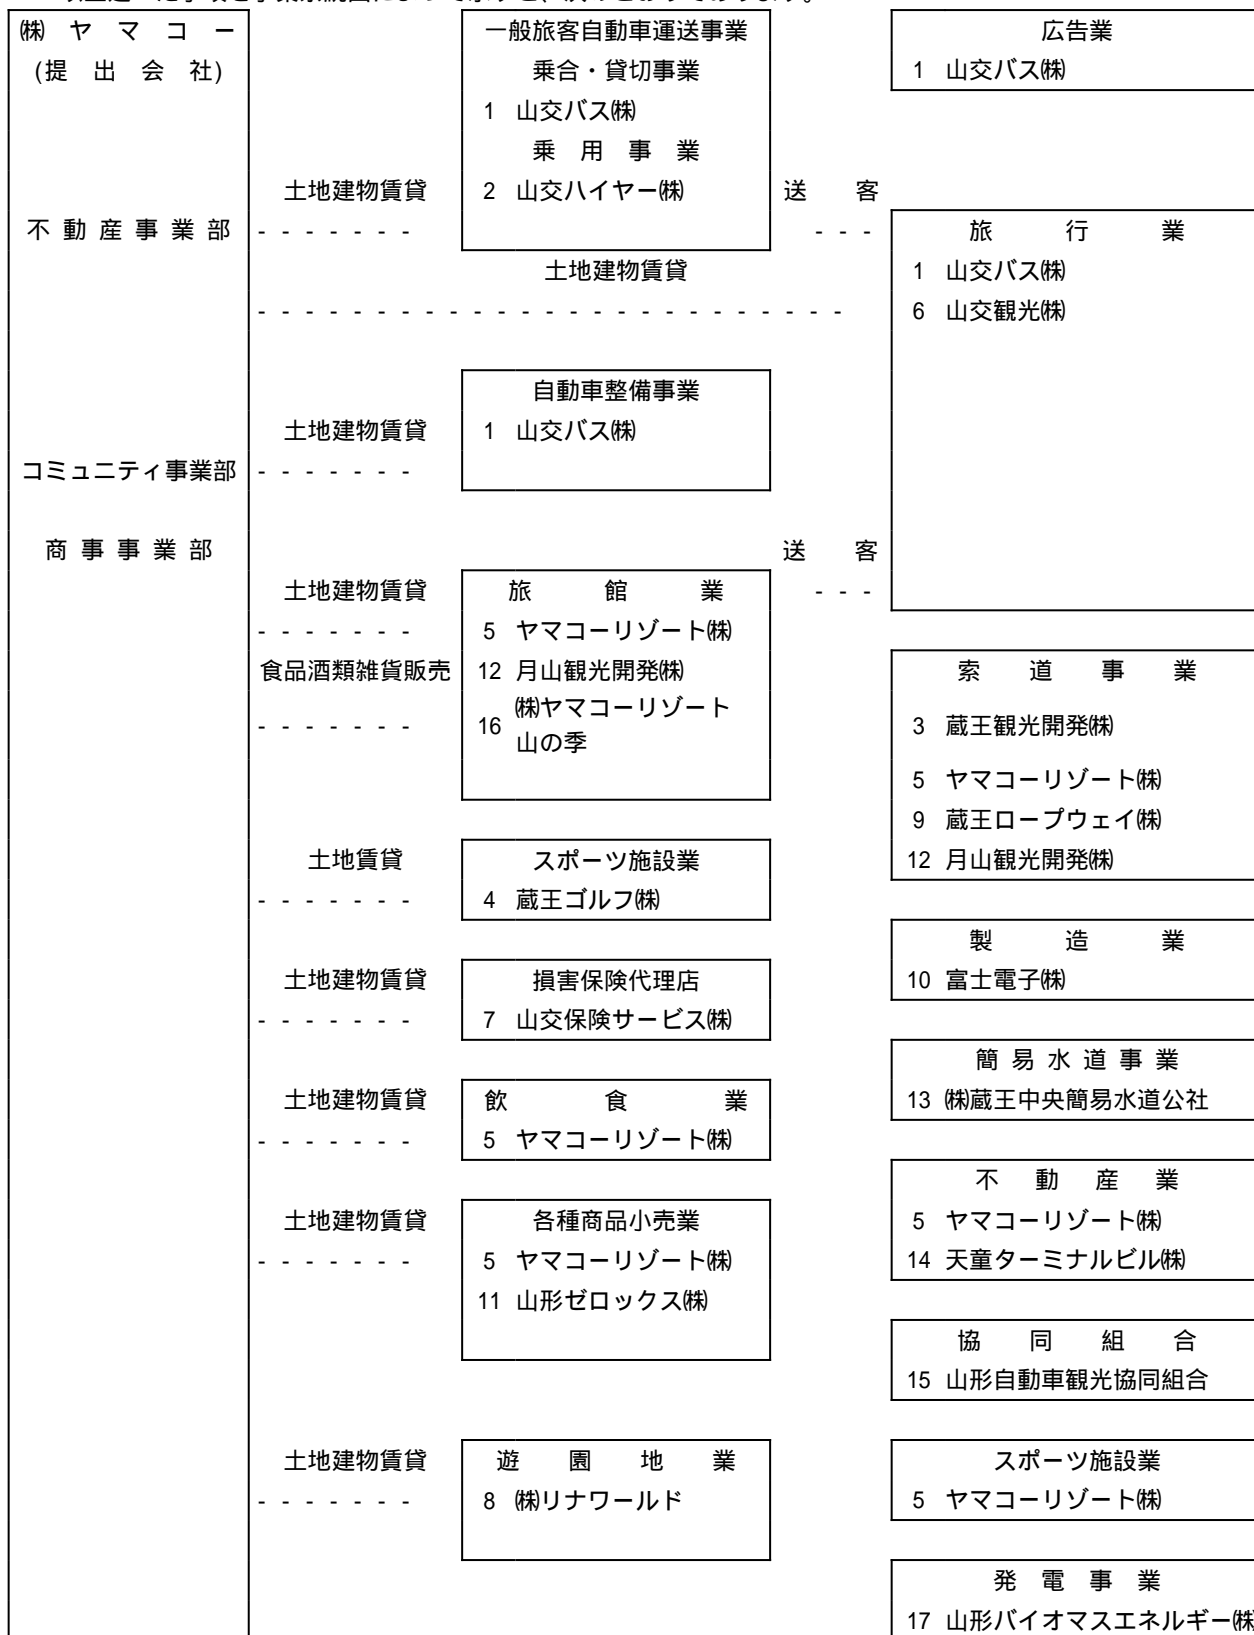 ㈱ヤマコー
(提出会社)
不動産事業部
コミュニティ事業部
商事事業部
土地建物賃貸
一般旅客自動車運送事業
乗合・貸切事業
1 山交バス㈱
乗用事業
2 山交ハイヤー㈱
送客
土地建物賃貸
土地建物賃貸
自動車整備事業
1 山交バス㈱
送客
土地建物賃貸
食品酒類雑貨販売
旅館業
5 ヤマコーリゾート㈱
12 月山観光開発㈱
16 ㈱ヤマコーリゾート
山の季
土地賃貸
スポーツ施設業
4 蔵王ゴルフ㈱
土地建物賃貸
損害保険代理店
7 山交保険サービス㈱
土地建物賃貸
飲食業
5 ヤマコーリゾート㈱
土地建物賃貸
各種商品小売業
5 ヤマコーリゾート㈱
11 山形ゼロックス㈱
土地建物賃貸
遊園地業
8 ㈱リナワールド
広告業
1 山交バス㈱
旅行業
1 山交バス㈱
6 山交観光㈱
索道事業
3 蔵王観光開発㈱
5 ヤマコーリゾート㈱
9 蔵王ロープウェイ㈱
12 月山観光開発㈱
製造業
10 富士電子㈱
簡易水道事業
13 ㈱蔵王中央簡易水道公社
不動産業
5 ヤマコーリゾート㈱
14 天童ターミナルビル㈱
協同組合
15 山形自動車観光協同組合
スポーツ施設業
5 ヤマコーリゾート㈱
発電事業
17 山形バイオマスエネルギー㈱